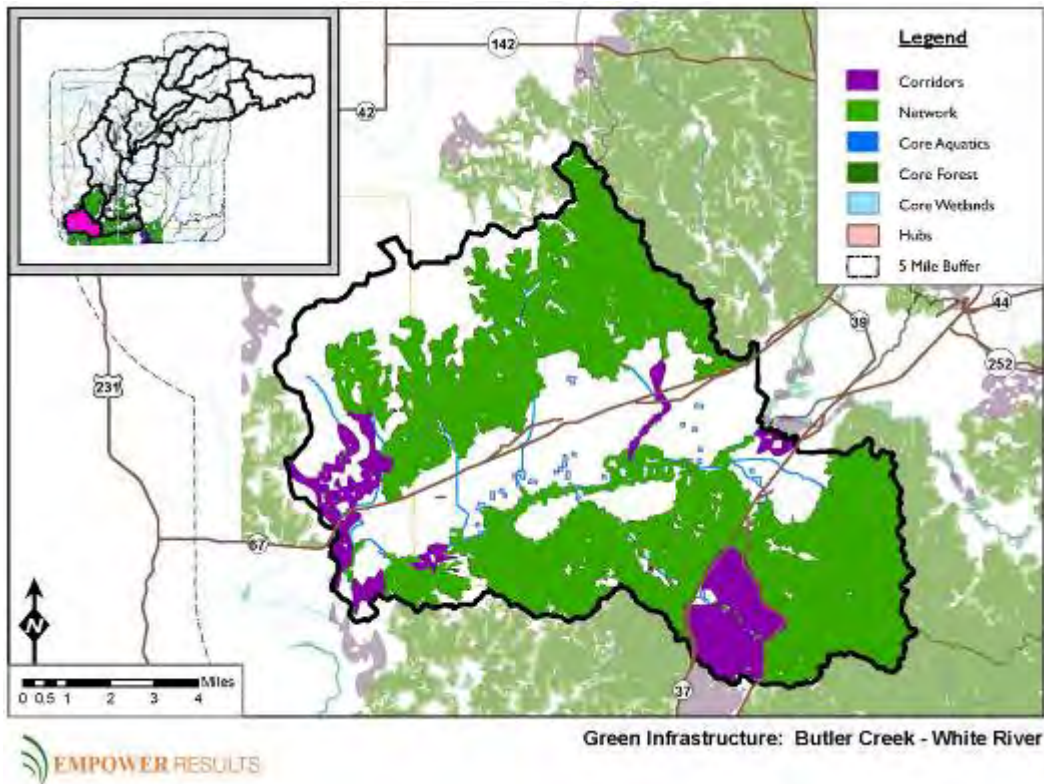 142
42
Legend
Corridors
Network
Core Aquatics
Core Forest
Core Wetlands
Hubs
5 Mile Buffer
44
39
252
231
67
37
N
Miles
0 0.5 1 2 3 4
Green Infrastructure: Butler Creek - White River
EMPOWER RESULTS